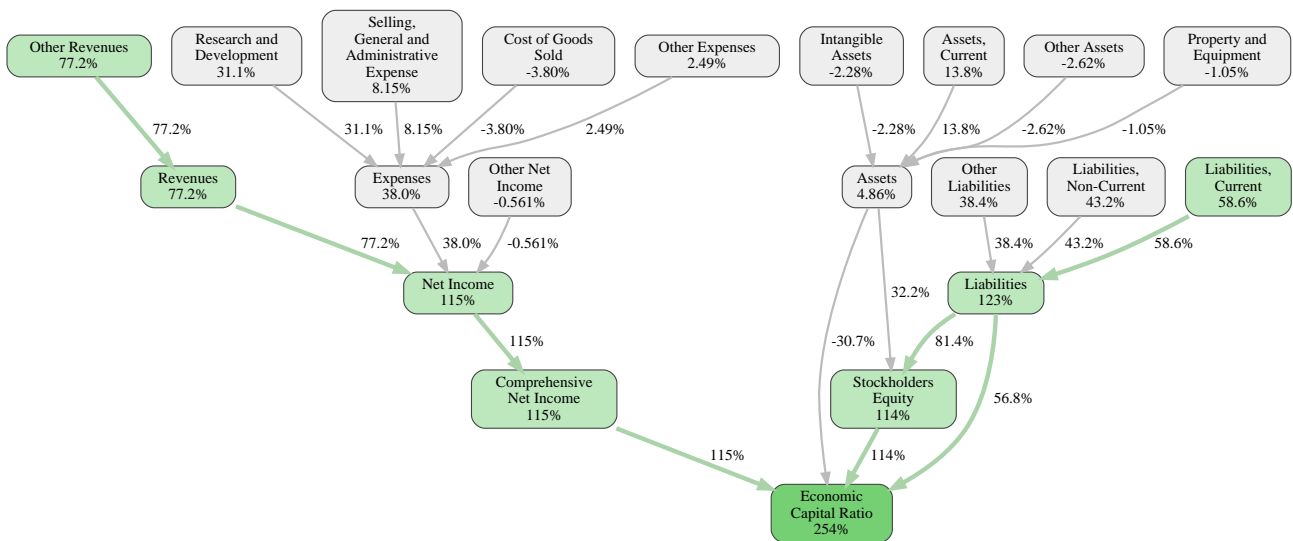 Other Revenues
77.2%
Research and
Development
31.1%
Selling,
General and
Administrative
Expense
8.15%
Cost of Goods
Sold
-3.80%
Other Expenses
2.49%
Intangible
Assets
-2.28%
Assets,
Current
13.8%
Other Assets
-2.62%
Property and
Equipment
-1.05%
77.2%
31.1%
8.15%
-3.80%
2.49%
-2.28%
13.8%
-2.62%
-1.05%
Revenues
77.2%
Expenses
38.0%
Other Net
Income
-0.561%
Assets
4.86%
Other
Liabilities
38.4%
Liabilities,
Non-Current
43.2%
Liabilities,
Current
58.6%
77.2%
38.0%
-0.561%
38.4%
43.2%
58.6%
Net Income
115%
32.2%
Liabilities
123%
115%
-30.7%
81.4%
Comprehensive
Net Income
115%
Stockholders
Equity
114%
56.8%
115%
114%
Economic
Capital Ratio
254%